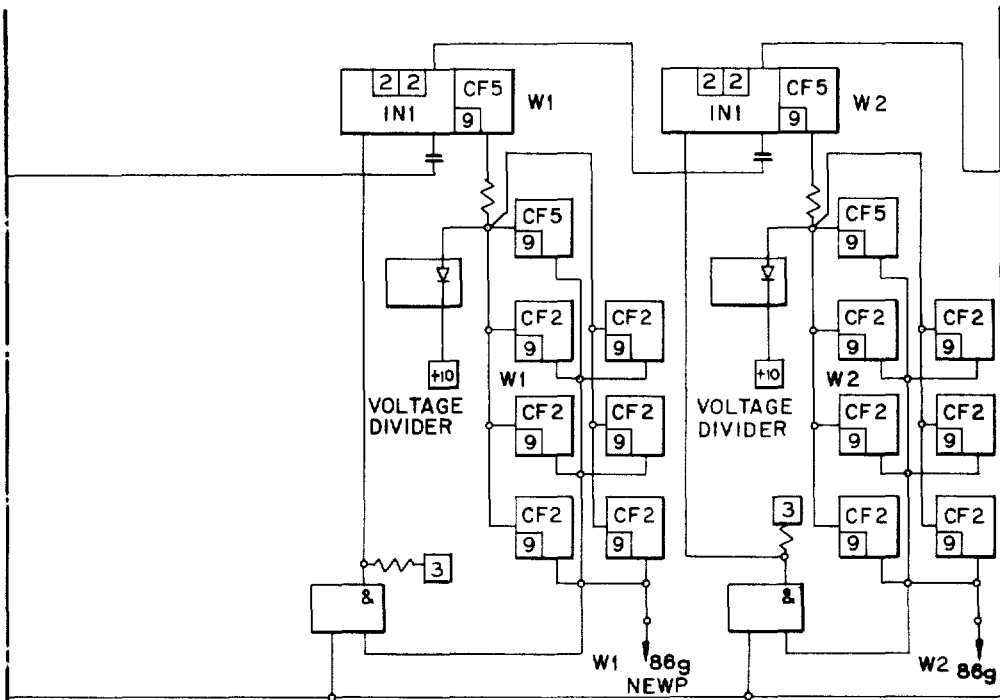 2 2 CF5 W1
IN1 9
2 2 CF5 W2
IN1 9
CF5
9
CF5
9
CF2 CF2
9 9
CF2 CF2
9 9
+10 W1
+10 W2
VOLTAGE
DIVIDER
VOLTAGE
DIVIDER
CF2 CF2
9 9
CF2 CF2
9 9
3
CF2 CF2
9 9
CF2 CF2
9 9
3
&
&
W1 86g
NEWP
W2 86g